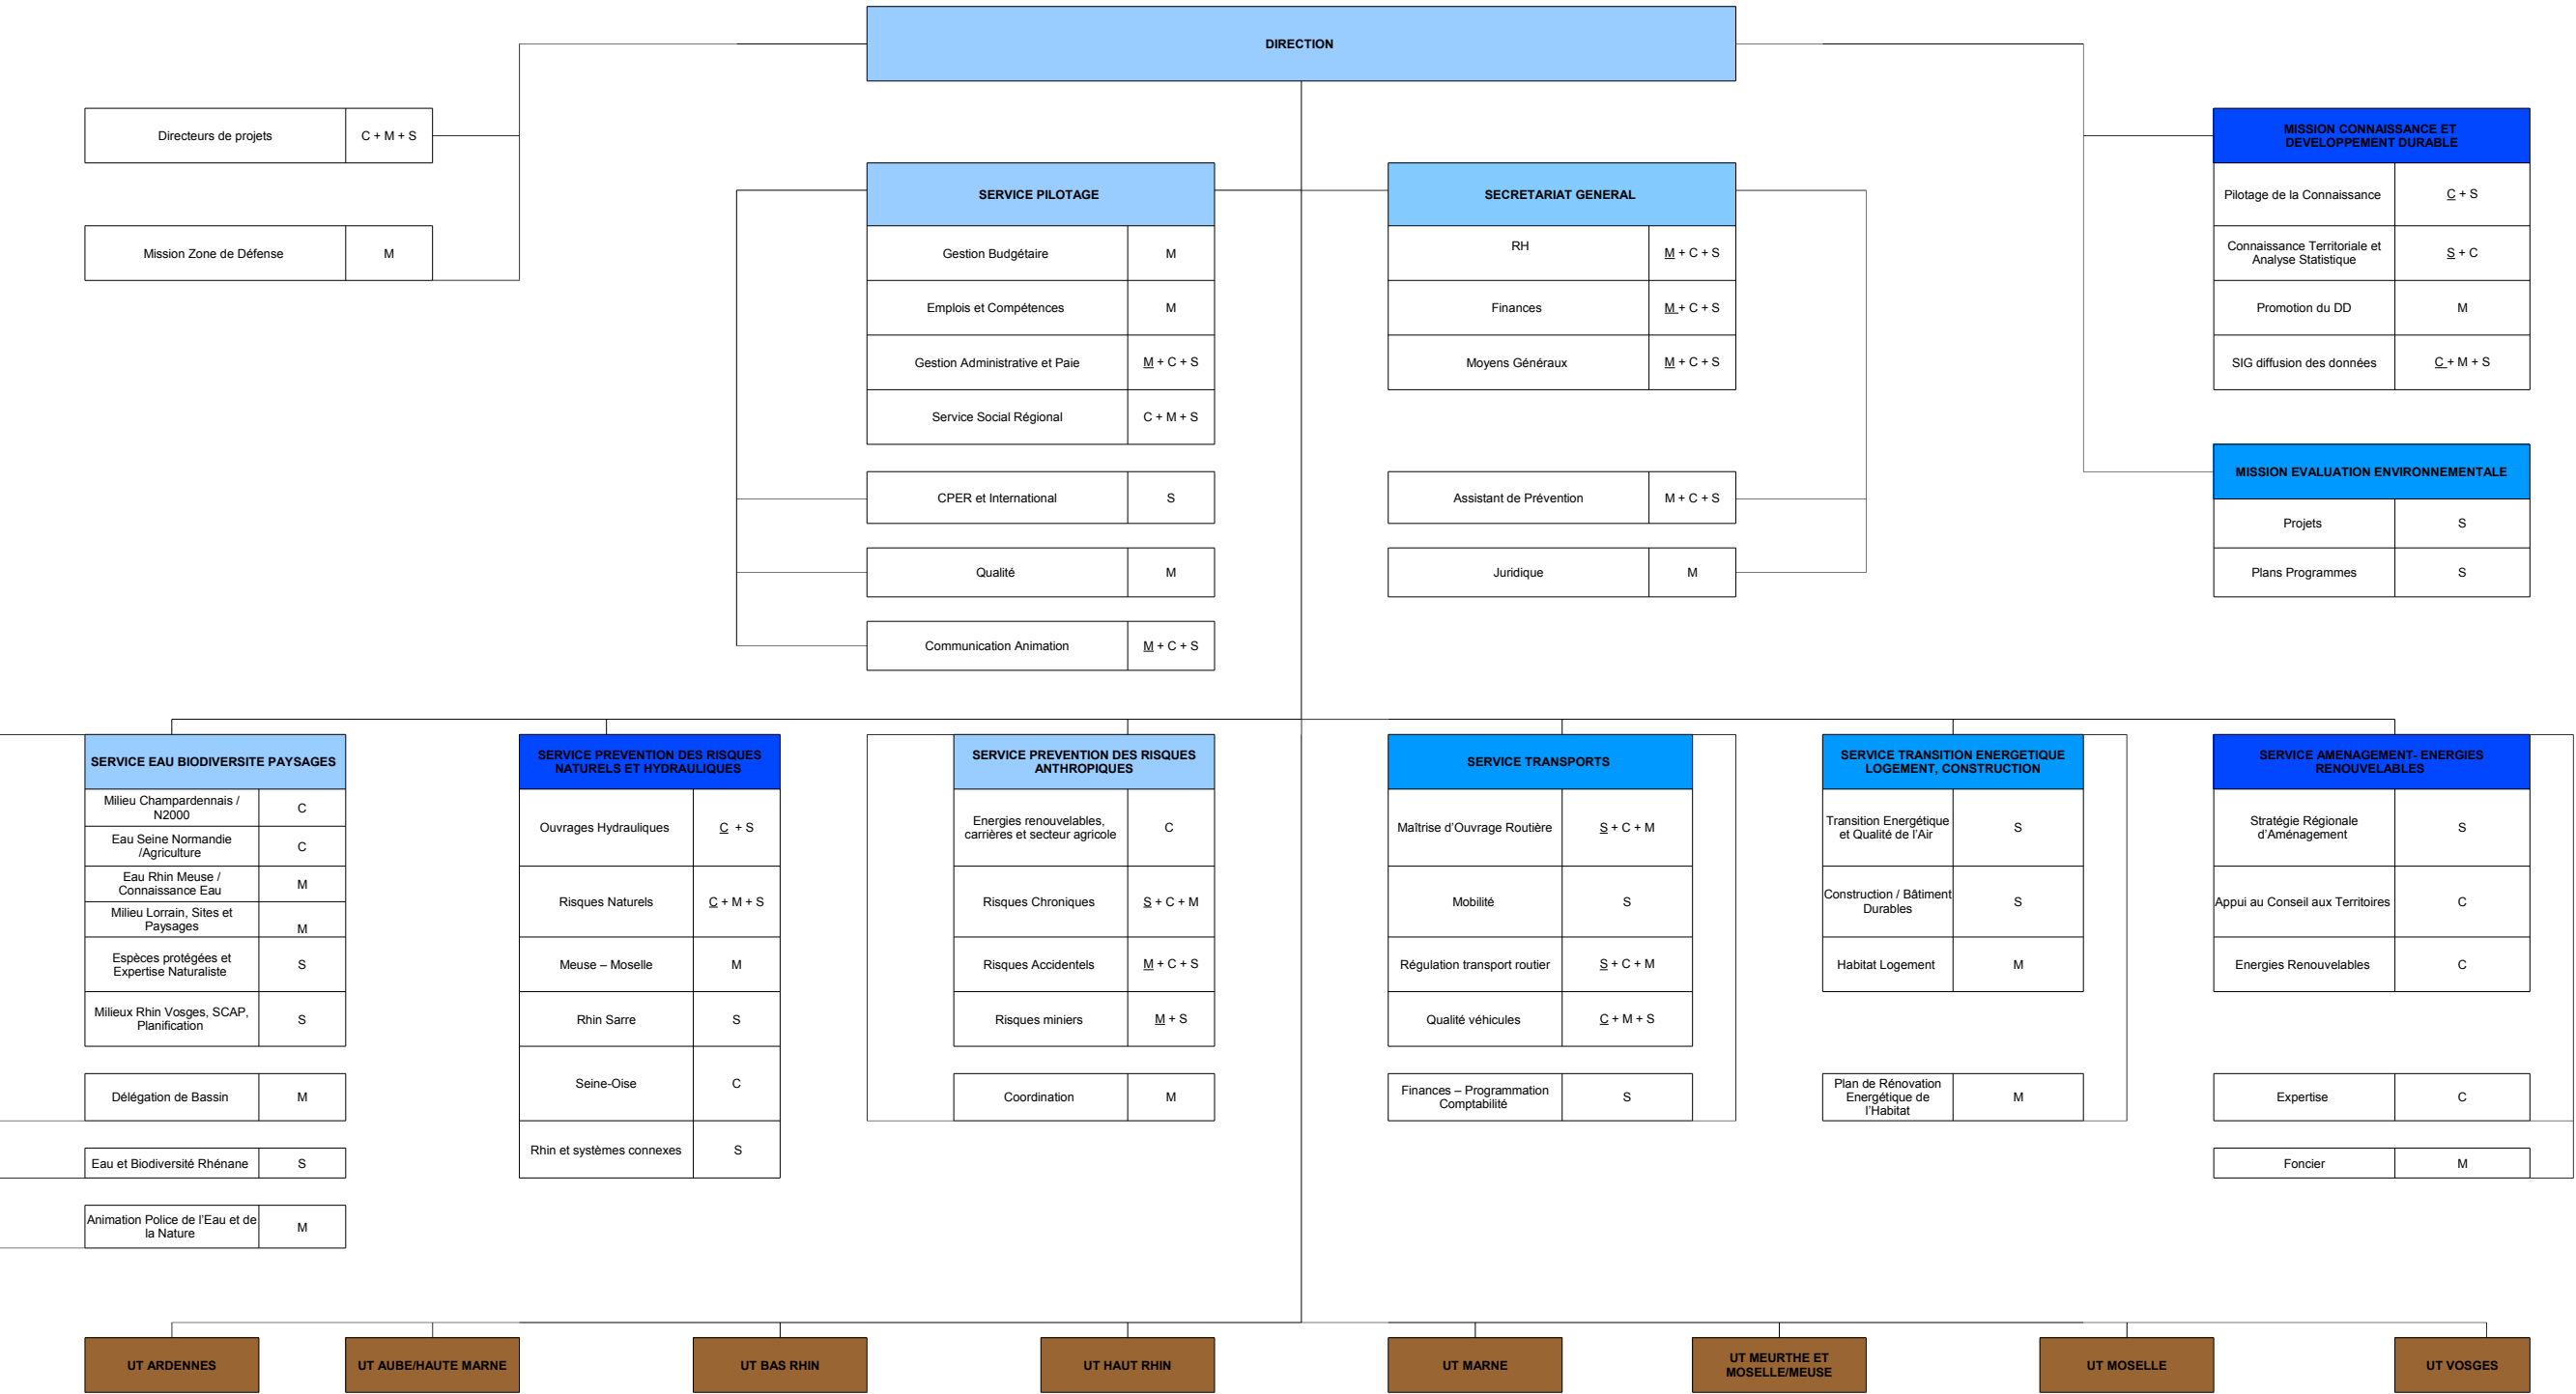 DIRECTION
Directeurs de projets
C + M + S
Mission Zone de Défense
M
SERVICE PILOTAGE
Gestion Budgétaire
M
Emplois et Compétences
M
Gestion Administrative et Paie
M + C + S
Service Social Régional
C + M + S
CPER et International
S
Qualité
M
Communication Animation
M + C + S
SECRETARIAT GENERAL
RH
M + C + S
Finances
M + C + S
Moyens Généraux
M + C + S
Assistant de Prévention
M + C + S
Juridique
M
MISSION CONNAISSANCE ET
DEVELOPPEMENT DURABLE
Pilotage de la Connaissance
C + S
Connaissance Territoriale et
Analyse Statistique
S + C
Promotion du DD
M
SIG diffusion des données
C + M + S
MISSION EVALUATION ENVIRONNEMENTALE
Projets
S
Plans Programmes
S
SERVICE EAU BIODIVERSITE PAYSAGES
Milieu Champardennais /
N2000
C
Eau Seine Normandie
/Agriculture
C
Eau Rhin Meuse /
Connaissance Eau
M
Milieu Lorrain, Sites et
Paysages
M
Espèces protégées et
Expertise Naturaliste
S
Milieux Rhin Vosges, SCAP,
Planification
S
Délégation de Bassin
M
Eau et Biodiversité Rhénane
S
Animation Police de l'Eau et de
la Nature
M
SERVICE PREVENTION DES RISQUES
NATURELS ET HYDRAULIQUES
Ouvrages Hydrauliques
C + S
Risques Naturels
C + M + S
Meuse – Moselle
M
Rhin Sarre
S
Seine-Oise
C
Rhin et systèmes connexes
S
SERVICE PREVENTION DES RISQUES
ANTHROPIQUES
Energies renouvelables,
carrières et secteur agricole
C
Risques Chroniques
S + C + M
Risques Accidentels
M + C + S
Risques miniers
M + S
Coordination
M
SERVICE TRANSPORTS
Maîtrise d'Ouvrage Routière
S + C + M
Mobilité
S
Régulation transport routier
S + C + M
Qualité véhicules
C + M + S
Finances – Programmation
Comptabilité
S
SERVICE TRANSITION ENERGETIQUE
LOGEMENT, CONSTRUCTION
Transition Energétique
et Qualité de l'Air
S
Construction / Bâtiment
Durables
S
Habitat Logement
M
Plan de Rénovation
Energétique de
l'Habitat
M
SERVICE AMENAGEMENT- ENERGIES
RENOUVELABLES
Stratégie Régionale
d'Aménagement
S
Appui au Conseil aux Territoires
C
Energies Renouvelables
C
Expertise
C
Foncier
M
UT ARDENNES
UT AUBE/HAUTE MARNE
UT BAS RHIN
UT HAUT RHIN
UT MARNE
UT MEURTHE ET
MOSELLE/MEUSE
UT MOSELLE
UT VOSGES